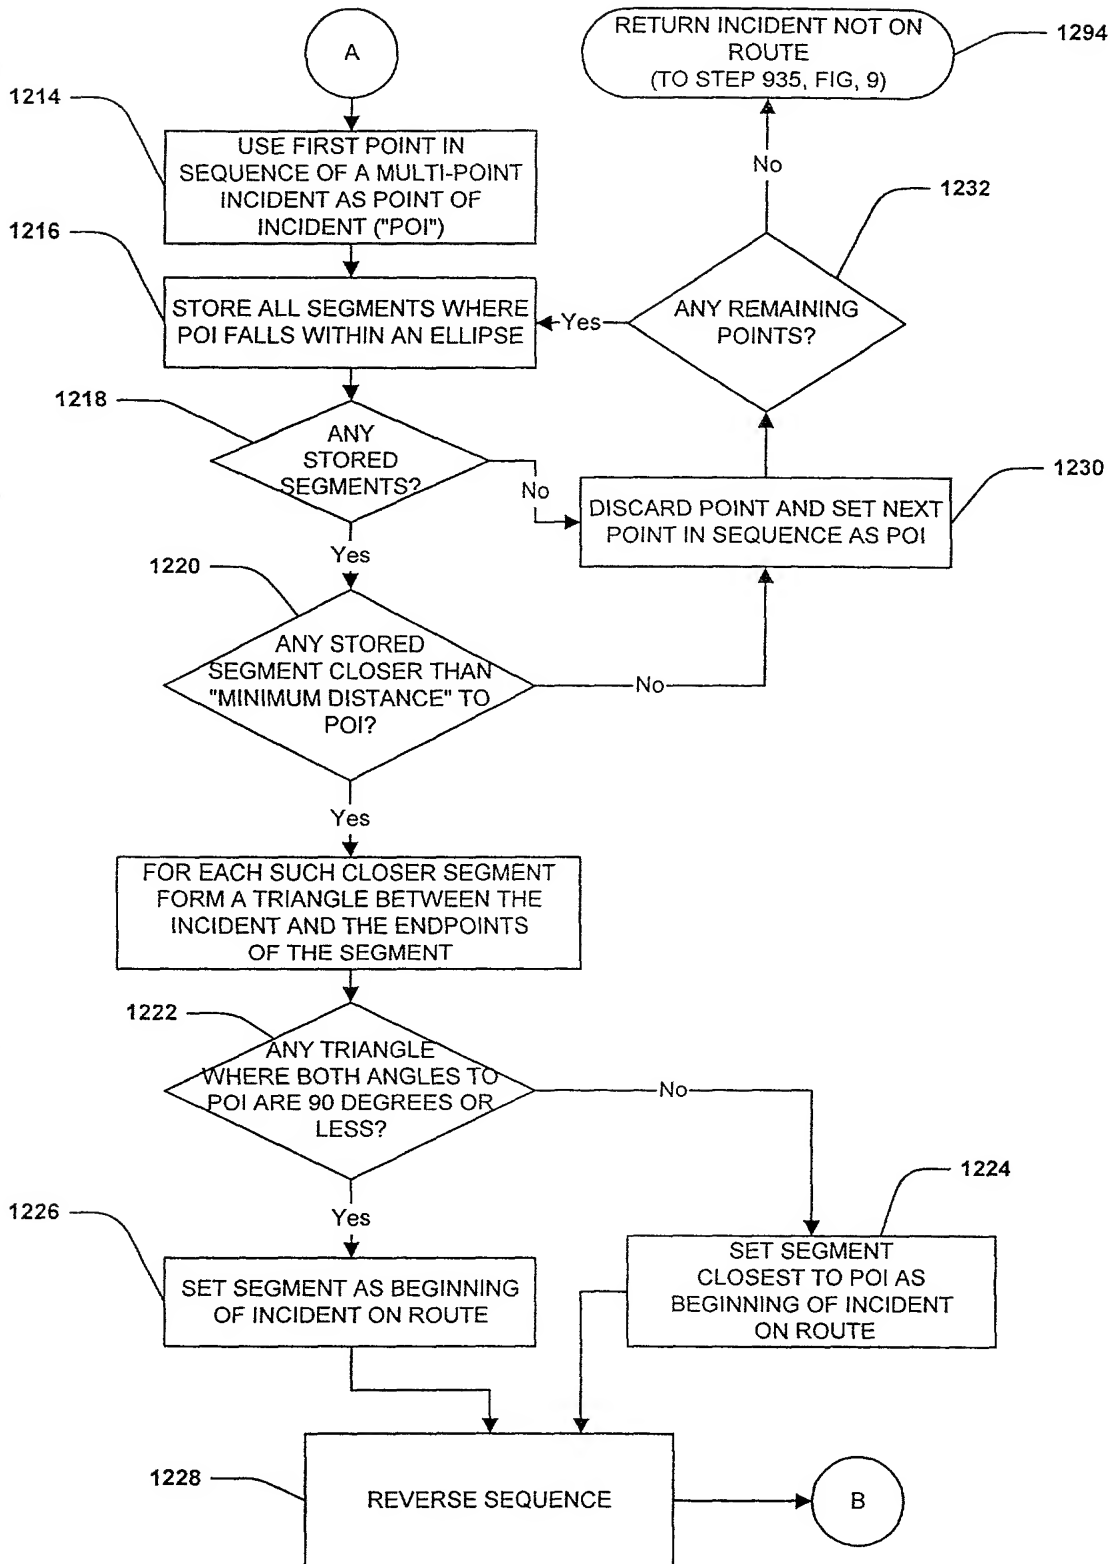 A
RETURN INCIDENT NOT ON
ROUTE
(TO STEP 935, FIG, 9)
1294
1214
USE FIRST POINT IN
SEQUENCE OF A MULTI-POINT
INCIDENT AS POINT OF
INCIDENT ("POI")
No
1232
1216
STORE ALL SEGMENTS WHERE
POI FALLS WITHIN AN ELLIPSE
Yes
ANY REMAINING
POINTS?
1218
ANY
STORED
SEGMENTS?
No
1230
DISCARD POINT AND SET NEXT
POINT IN SEQUENCE AS POI
Yes
1220
ANY STORED
SEGMENT CLOSER THAN
"MINIMUM DISTANCE" TO
POI?
No
Yes
FOR EACH SUCH CLOSER SEGMENT
FORM A TRIANGLE BETWEEN THE
INCIDENT AND THE ENDPOINTS
OF THE SEGMENT
1222
ANY TRIANGLE
WHERE BOTH ANGLES TO
POI ARE 90 DEGREES OR
LESS?
No
1224
1226
Yes
SET SEGMENT AS BEGINNING
OF INCIDENT ON ROUTE
SET SEGMENT
CLOSEST TO POI AS
BEGINNING OF INCIDENT
ON ROUTE
1228
REVERSE SEQUENCE
B